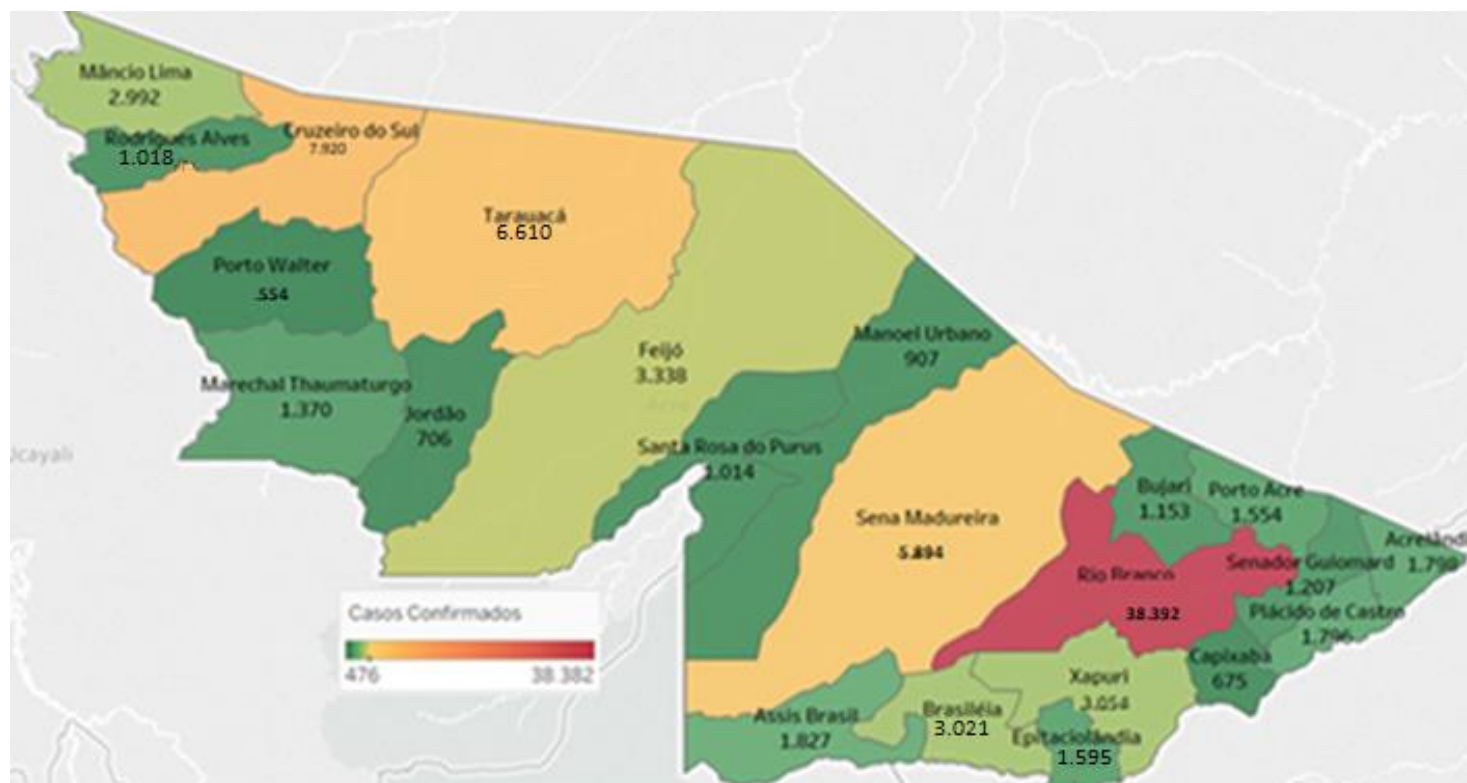 Mâncio Lima
2.992
Rodrigues Alves
1.018
Cruzeiro do Sul
7.920
Tarauacá
6.610
Porto Walter
.554
Marechal Thaumaturgo
1.370
Jordão
706
Feijó
3.338
Acre
Manoel Urbano
907
Santa Rosa do Purus
1.014
Ucayali
Sena Madureira
5.894
Bujari
1.153
Porto Acre
1.554
Acrelândi
Senador Guiomard
1.207
Rio Branco
38.392
Plácido de Castro
1.796
Capixaba
675
Xapuri
3.054
Assis Brasil
1.827
Brasiléia
3.021
Epitaciolândia
1.595
Casos Confirmados
476 38.382